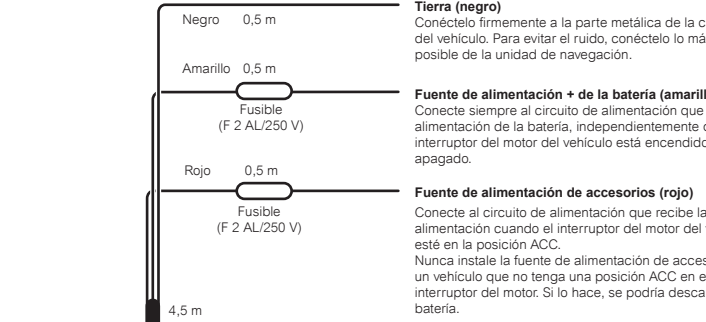 Tierra (negro)
Negro 0,5 m
Conéctelo firmemente a la parte metálica de la
del vehículo. Para evitar el ruido, conéctelo lo
posible de la unidad de navegación.
Amarillo 0,5 m
Fusible
(F 2 AL/250 V)
Fuente de alimentación + de la batería
Conecte siempre al circuito de alimentación que
alimentación de la batería, independientemente
interruptor del motor del vehículo está encendido
apagado.
Rojo 0,5 m
Fusible
(F 2 AL/250 V)
Fuente de alimentación de accesorios (rojo)
Conecte al circuito de alimentación que recibe la
alimentación cuando el interruptor del motor del
esté en la posición ACC.
Nunca instale la fuente de alimentación de
un vehículo que no tenga una posición ACC en
interruptor del motor. Si lo hace, se podría
batería.
4,5 m